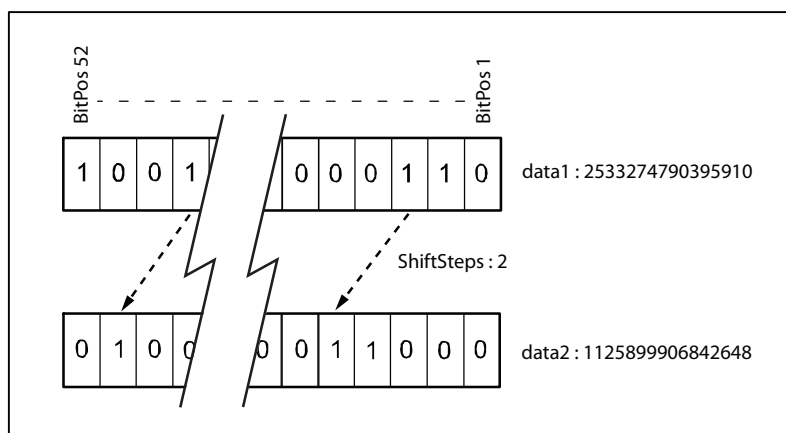 BitPos 52
BitPos 1
1 0 0 1 0 0 0 1 1 0
data1 : 2533274790395910
ShiftSteps : 2
0 1 0 0 0 0 1 1 0 0 0
data2 : 1125899906842648